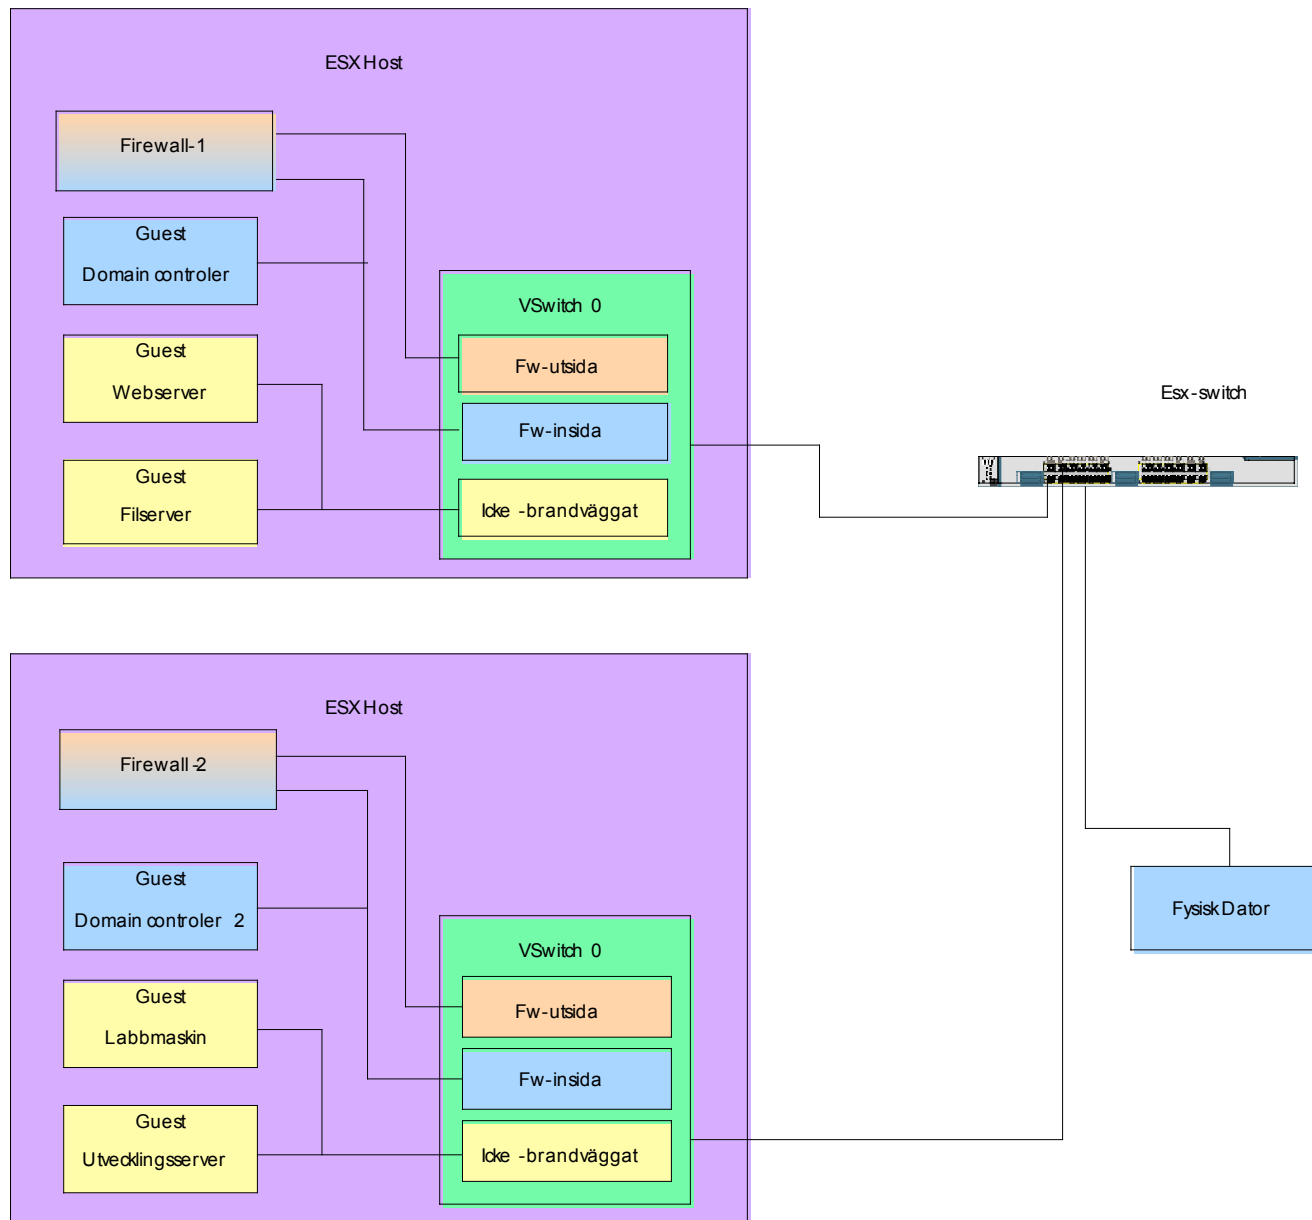 ESX Host
Firewall-1
Guest
Domain controler
VSwitch 0
Guest
Webserver
Fw-utsida
Esx-switch
Fw-insida
Guest
Filserver
Icke -brandväggat
ESX Host
Firewall -2
Guest
Domain controler 2
Fysisk Dator
VSwitch 0
Guest
Labbmaskin
Fw-utsida
Fw-insida
Guest
Utvecklingsserver
Icke -brandväggat